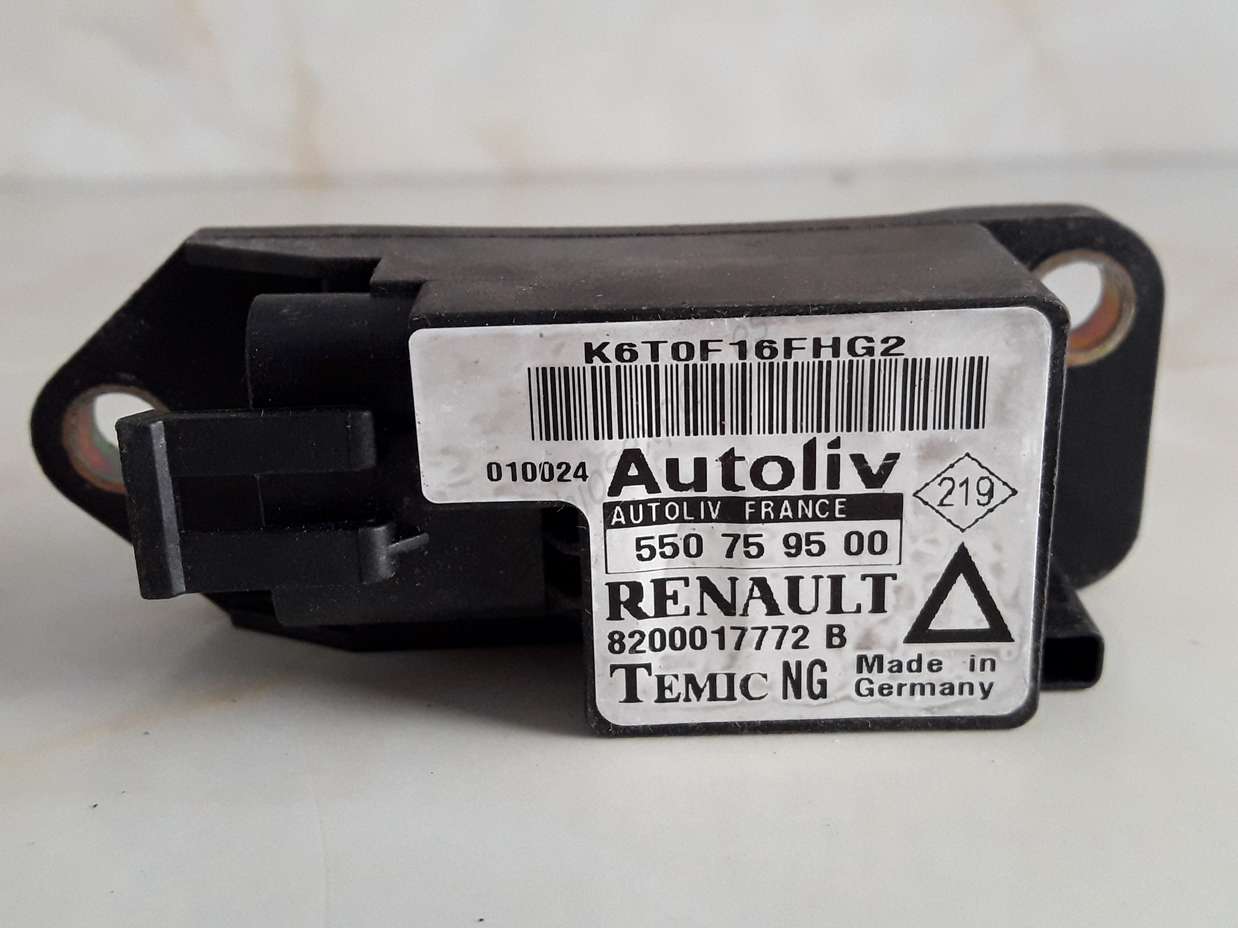 K6T0F16FHG2
010024 Autoliv
219
AUTOLIV FRANCE
550 75 95 00
RENAULT
8200017772 B
TEMIC NG Made in
Germany